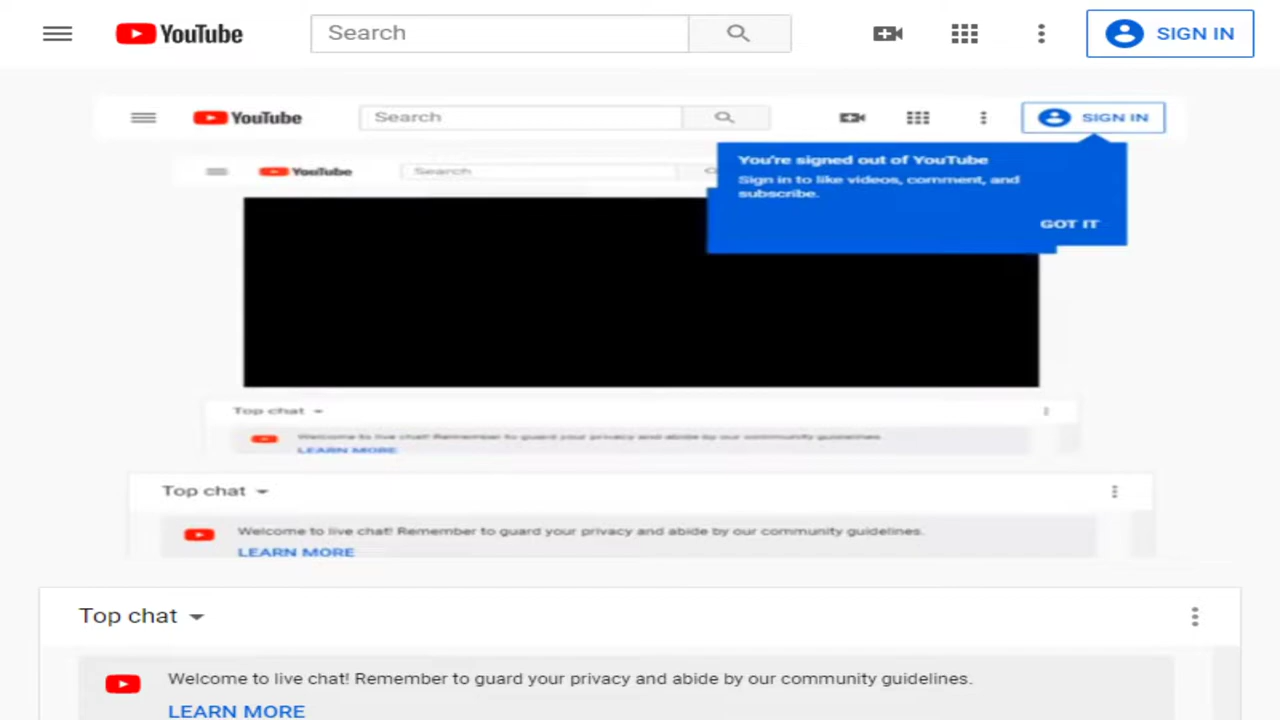 YouTube Search SIGN IN
YouTube Search SIGN IN
You're signed out of YouTube
Sign in to like videos, comment, and
subscribe.
GOT IT
YouTube Search
Top chat
Welcome to live chat! Remember to guard your privacy and abide by our community guidelines.
LEARN MORE
Top chat
Welcome to live chat! Remember to guard your privacy and abide by our community guidelines.
LEARN MORE
Top chat
Welcome to live chat! Remember to guard your privacy and abide by our community guidelines.
LEARN MORE